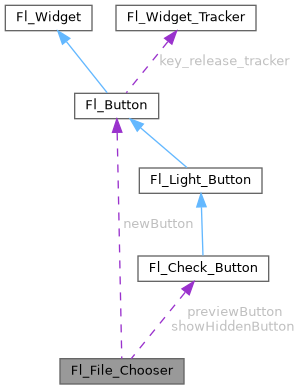 Fl_Widget
Fl_Widget_Tracker
key_release_tracker
Fl_Button
Fl_Light_Button
newButton
Fl_Check_Button
previewButton
showHiddenButton
Fl_File_Chooser